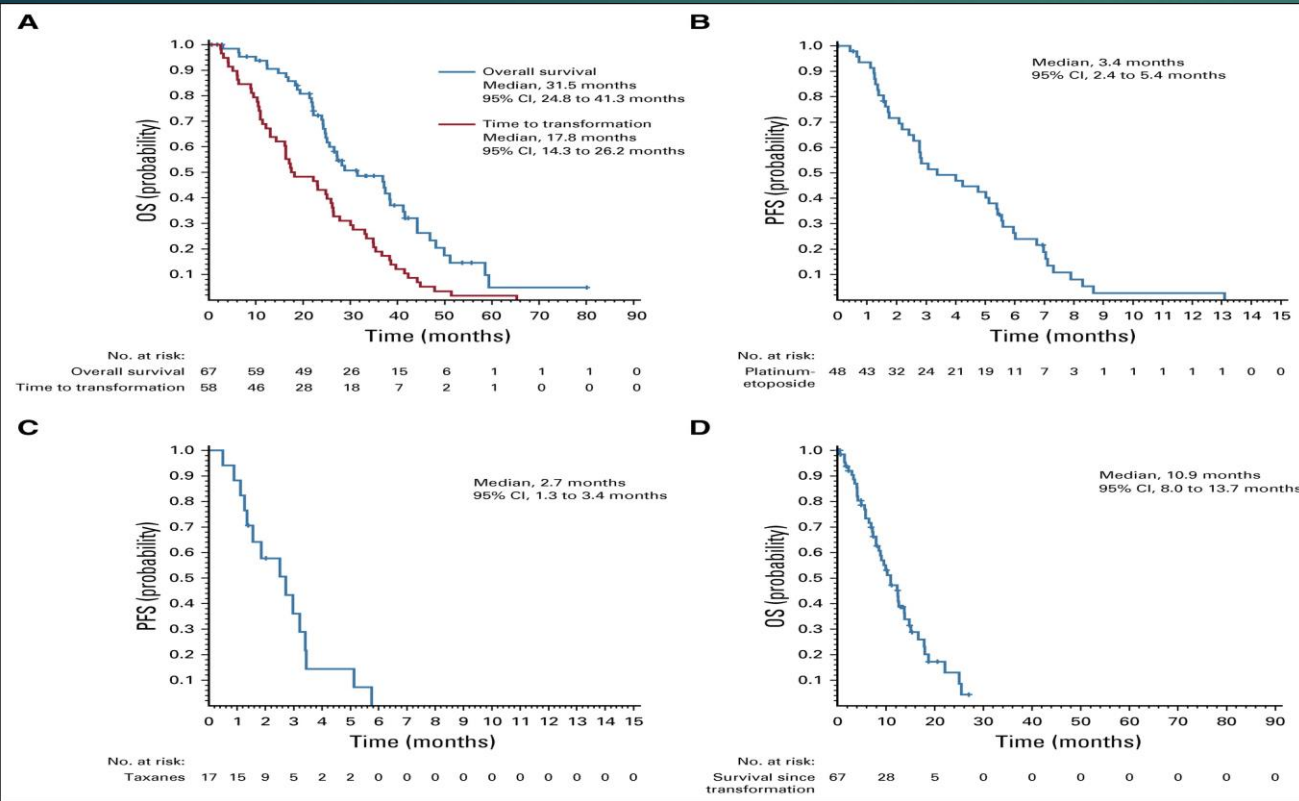 A
OS (probability)
1.0
0.9
0.8
0.7
0.6
0.5
0.4
0.3
0.2
0.1
Overall survival
Median, 31.5 months
95% CI, 24.8 to 41.3 months
Time to transformation
Median, 17.8 months
95% CI, 14.3 to 26.2 months
0 10 20 30 40 50 60 70 80 90
Time (months)
No. at risk:
Overall survival 67 59 49 26 15 6 1 1 1 0
Time to transformation 58 46 28 18 7 2 1 0 0 0
B
PFS (probability)
1.0
0.9
0.8
0.7
0.6
0.5
0.4
0.3
0.2
0.1
Median, 3.4 months
95% CI, 2.4 to 5.4 months
0 1 2 3 4 5 6 7 8 9 10 11 12 13 14 15
Time (months)
No. at risk:
Platinum-
etoposide
48 43 32 24 21 19 11 7 3 1 1 1 1 1 0 0
C
PFS (probability)
1.0
0.9
0.8
0.7
0.6
0.5
0.4
0.3
0.2
0.1
Median, 2.7 months
95% CI, 1.3 to 3.4 months
0 1 2 3 4 5 6 7 8 9 10 11 12 13 14 15
Time (months)
No. at risk:
Taxanes 17 15 9 5 2 2 0 0 0 0 0 0 0 0 0 0
D
OS (probability)
1.0
0.9
0.8
0.7
0.6
0.5
0.4
0.3
0.2
0.1
Median, 10.9 months
95% CI, 8.0 to 13.7 months
0 10 20 30 40 50 60 70 80 90
Time (months)
No. at risk:
Survival since
transformation
67 28 5 0 0 0 0 0 0 0